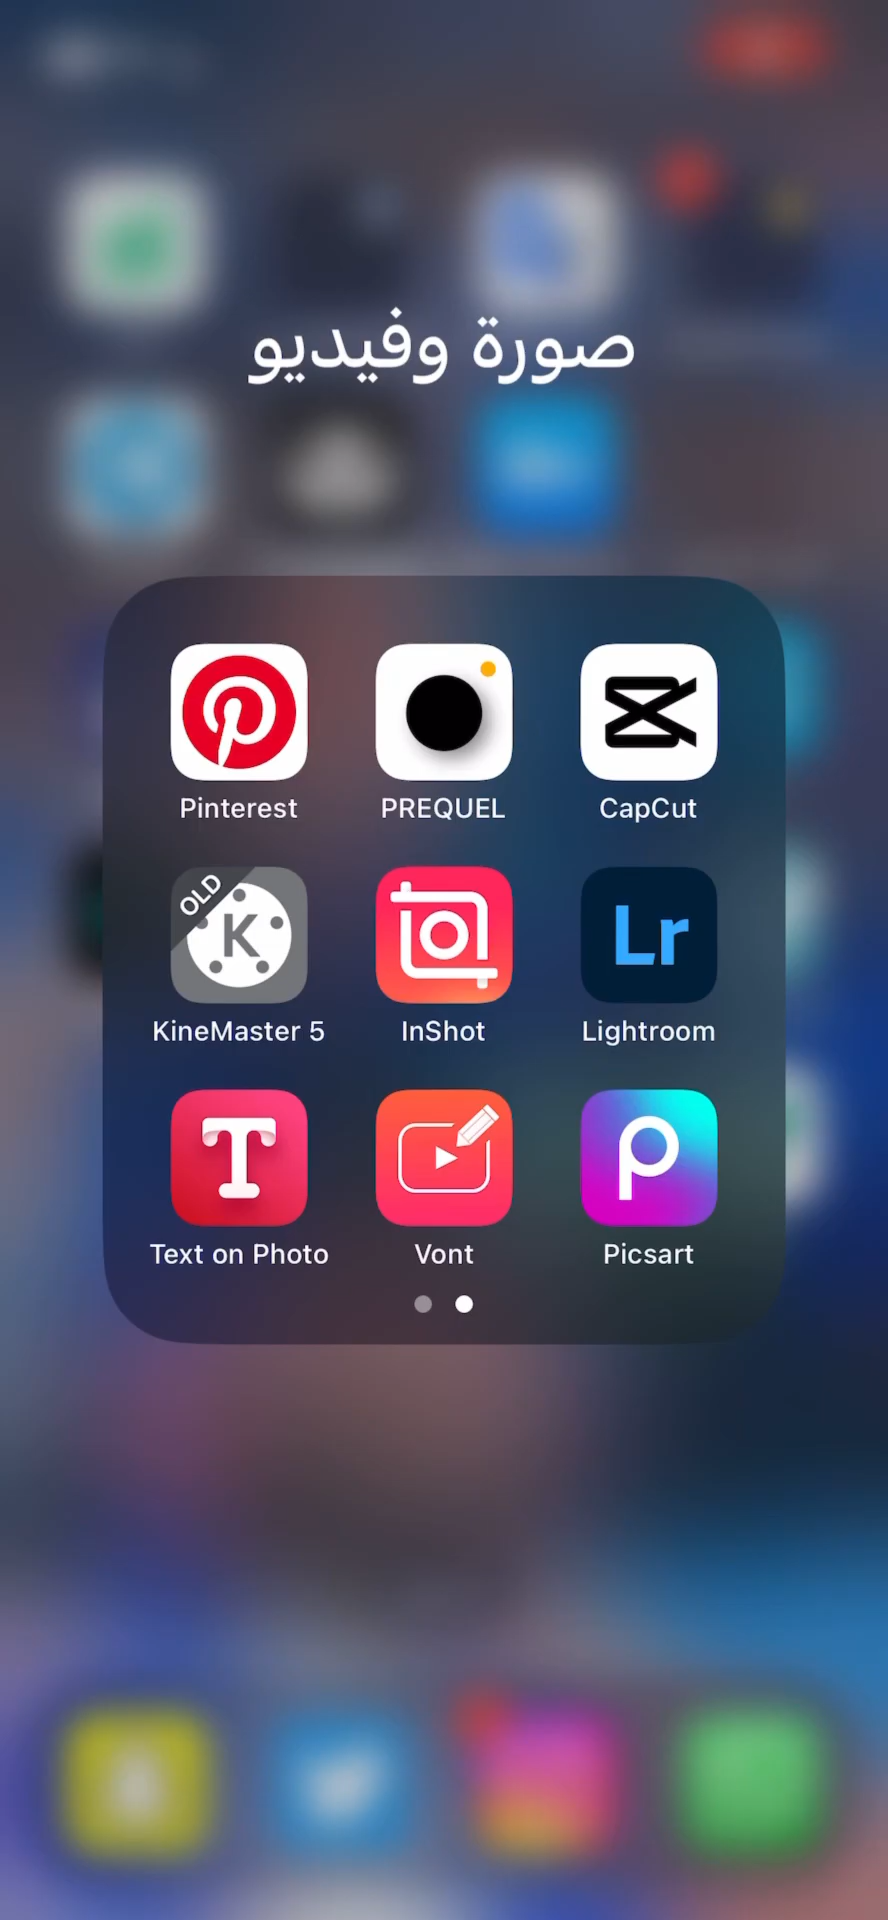 صورة وفيديو
Pinterest
PREQUEL
CapCut
OLD
K
KineMaster 5
InShot
Lr
Lightroom
T
Text on Photo
Vont
Picsart